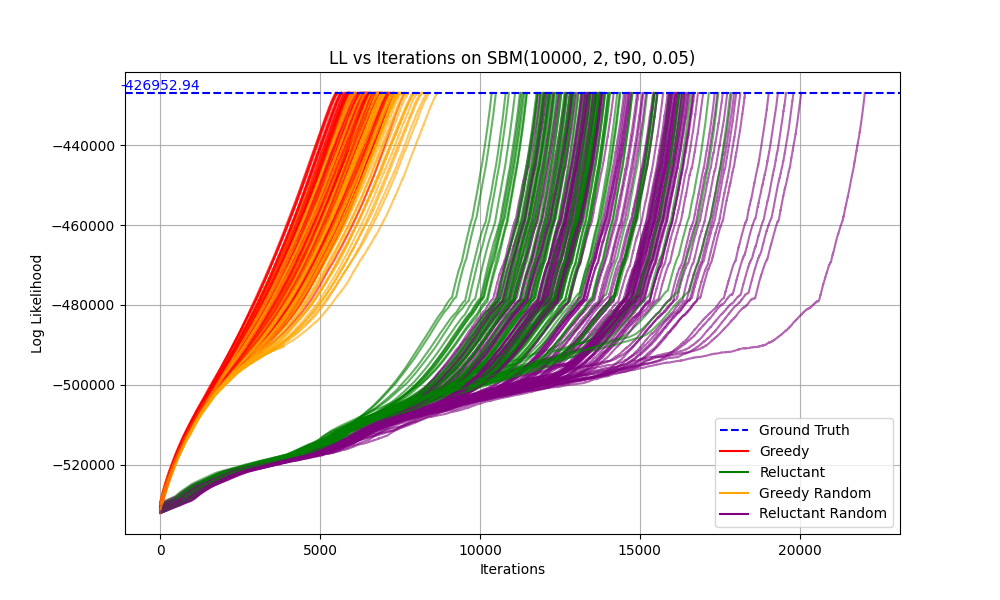 LL vs Iterations on SBM(10000, 2, t90, 0.05)
-426952.94
−440000
−460000
−480000
−500000
−520000
Log Likelihood
0 5000 10000 15000 20000
Iterations
Ground Truth
Greedy
Reluctant
Greedy Random
Reluctant Random